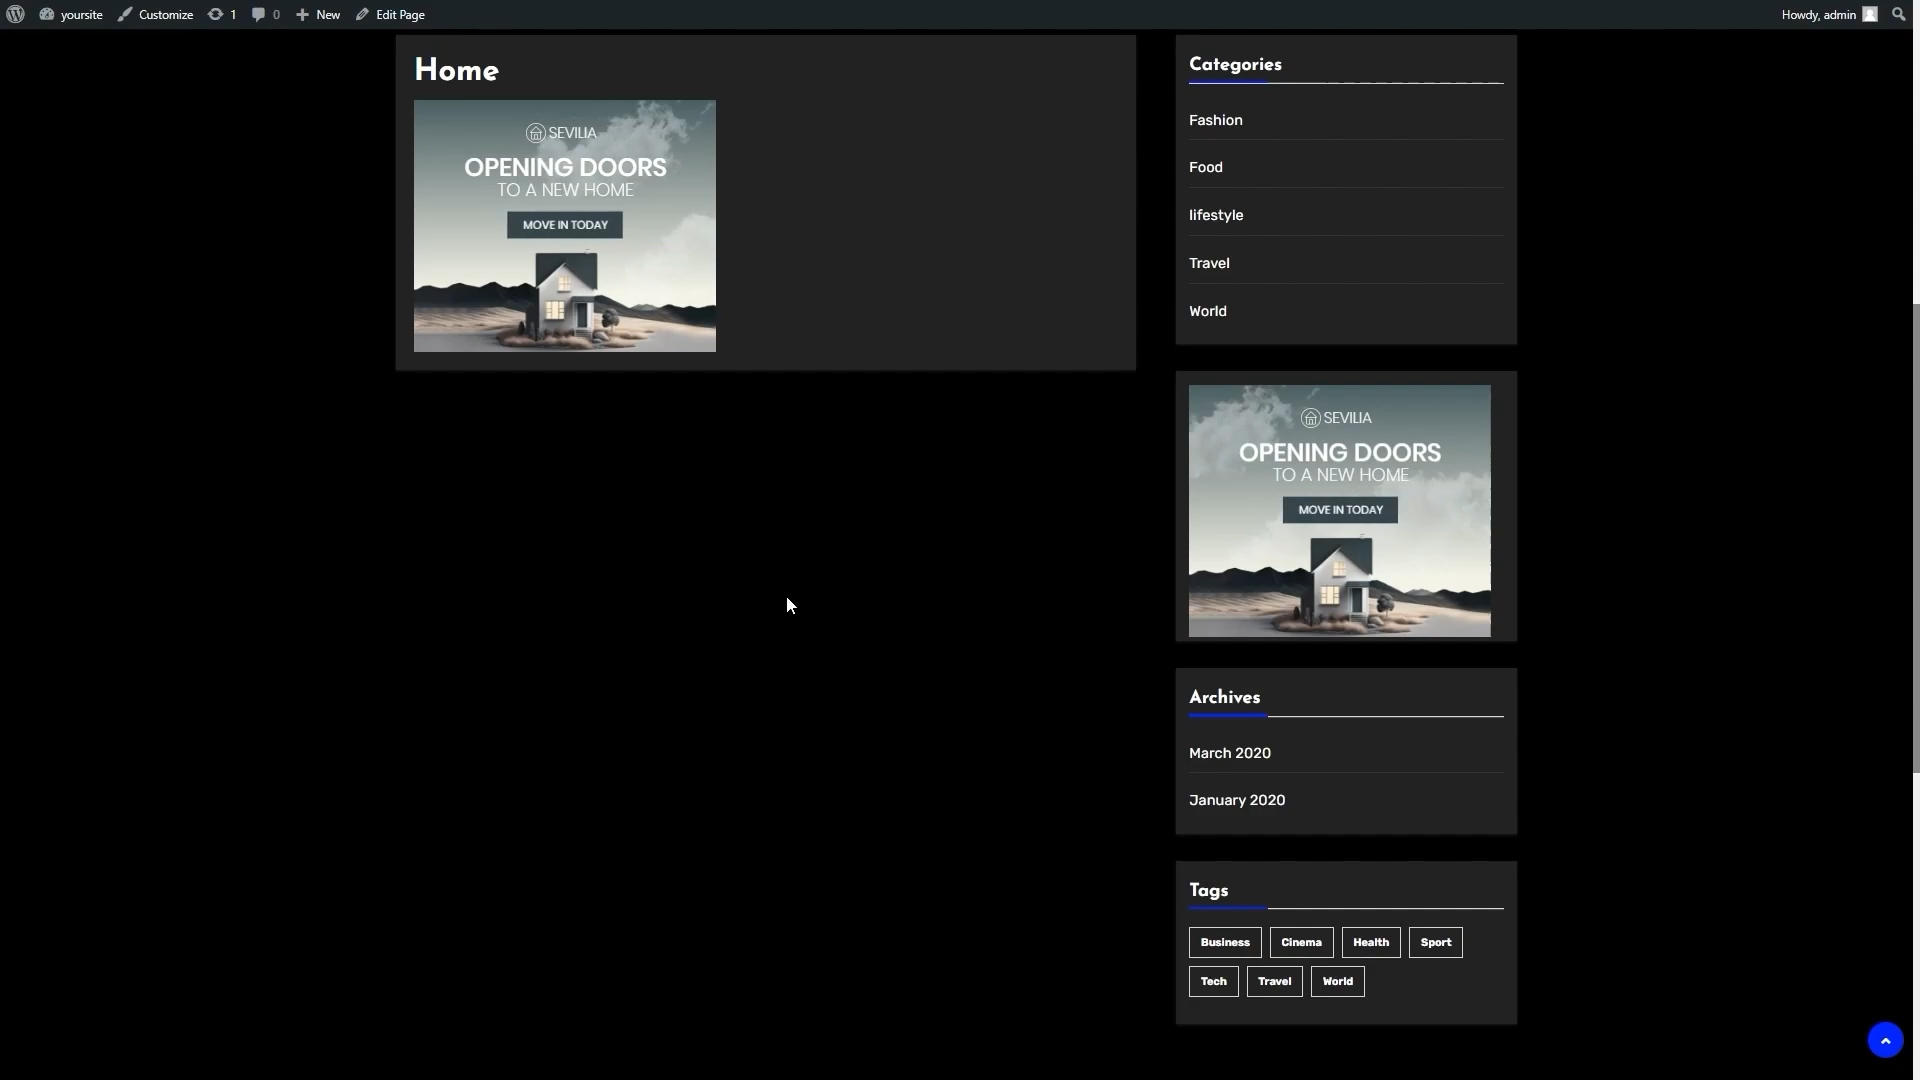 yoursite Customize 1 0 New Edit Page Howdy, admin
Home
SEVILIA
OPENING DOORS
TO A NEW HOME
MOVE IN TODAY
Categories
Fashion
Food
lifestyle
Travel
World
SEVILIA
OPENING DOORS
TO A NEW HOME
MOVE IN TODAY
Archives
March 2020
January 2020
Tags
Business Cinema Health Sport
Tech Travel World